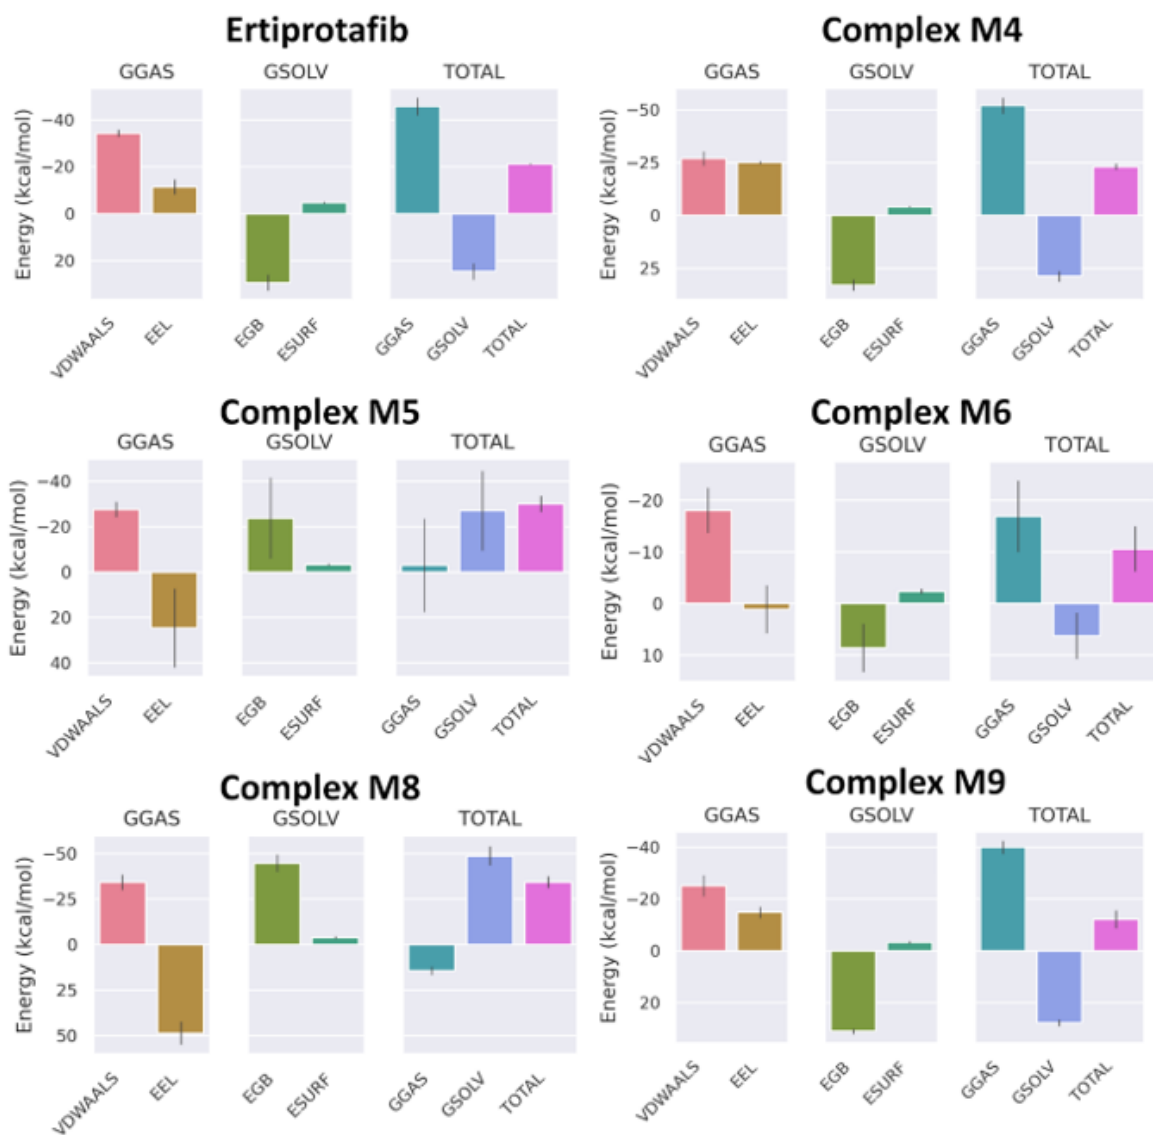 Ertiprotafib
GGAS GSOLV TOTAL
Energy (kcal/mol)
−40
−20
0
20
VDWAALS EEL EGB ESURF GGAS GSOLV TOTAL
Complex M4
GGAS GSOLV TOTAL
Energy (kcal/mol)
−50
−25
0
25
VDWAALS EEL EGB ESURF GGAS GSOLV TOTAL
Complex M5
GGAS GSOLV TOTAL
Energy (kcal/mol)
−40
−20
0
20
40
VDWAALS EEL EGB ESURF GGAS GSOLV TOTAL
Complex M6
GGAS GSOLV TOTAL
Energy (kcal/mol)
−20
−10
0
10
VDWAALS EEL EGB ESURF GGAS GSOLV TOTAL
Complex M8
GGAS GSOLV TOTAL
Energy (kcal/mol)
−50
−25
0
25
50
VDWAALS EEL EGB ESURF GGAS GSOLV TOTAL
Complex M9
GGAS GSOLV TOTAL
Energy (kcal/mol)
−40
−20
0
20
VDWAALS EEL EGB ESURF GGAS GSOLV TOTAL